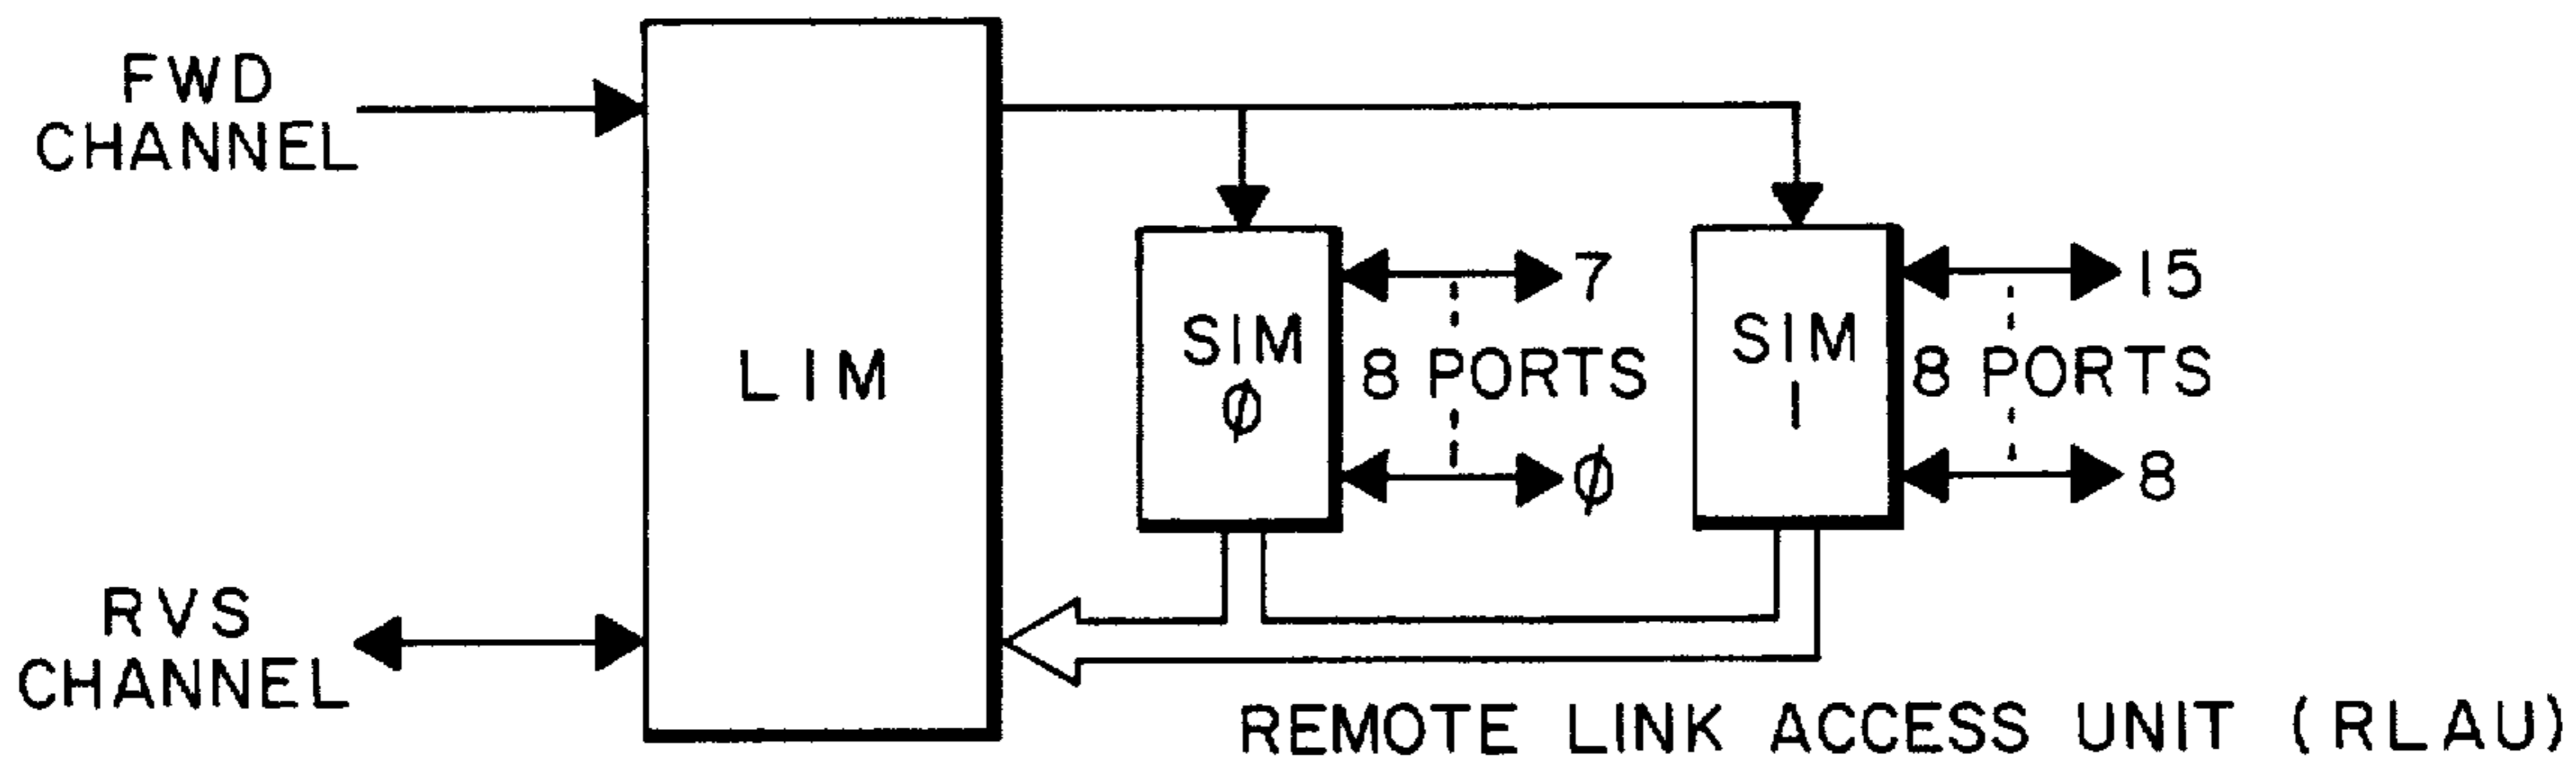 FWD
CHANNEL
LIM
SIM
Ø
7
8 PORTS
Ø
SIM
1
15
8 PORTS
8
RVS
CHANNEL
REMOTE LINK ACCESS UNIT (RLAU)